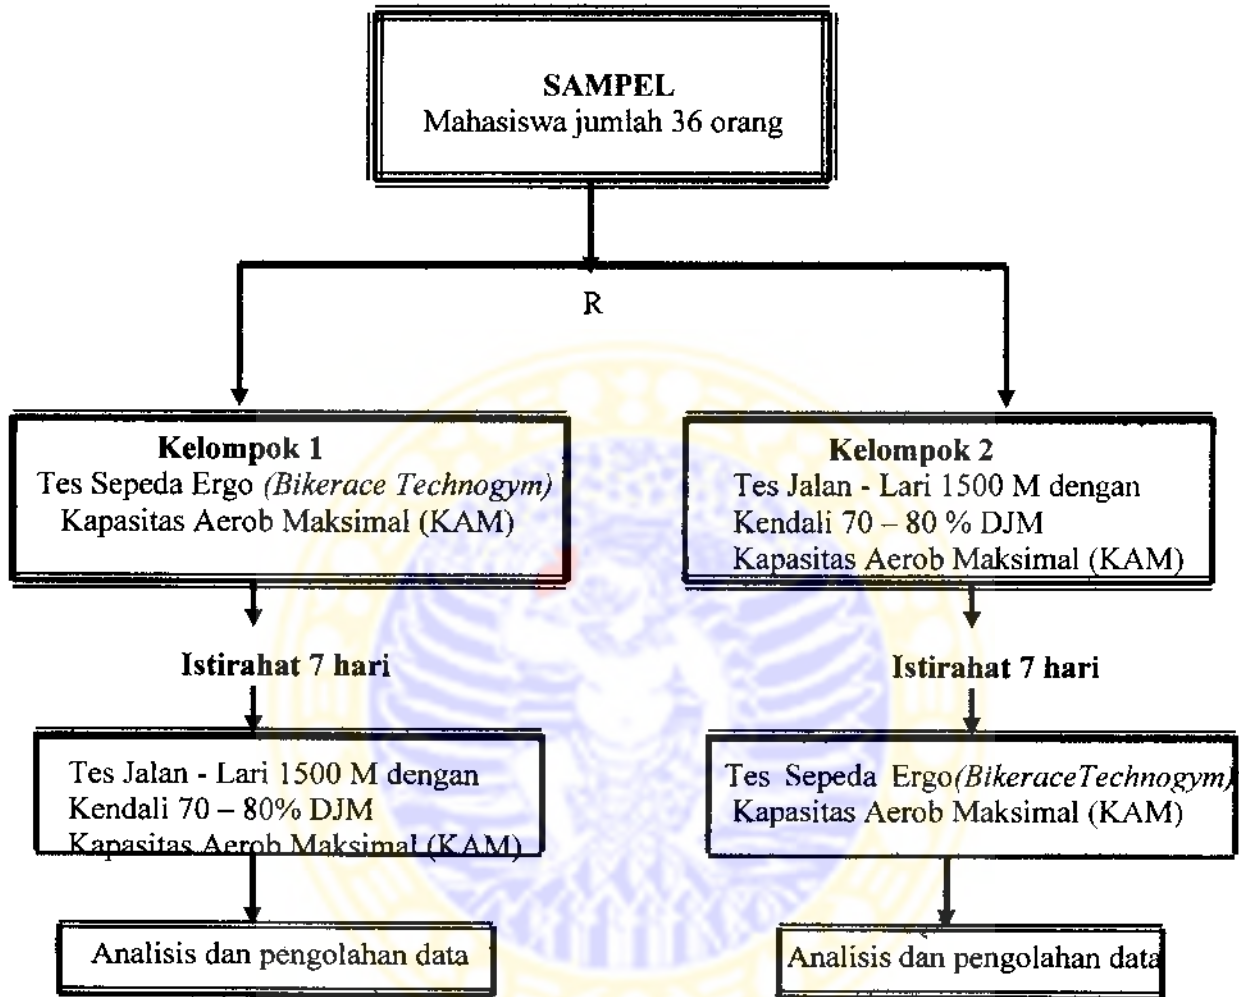 SAMPEL
Mahasiswa jumlah 36 orang
R
Kelompok 1
Tes Sepeda Ergo (Bikerace Technogym)
Kapasitas Aerob Maksimal (KAM)
Kelompok 2
Tes Jalan - Lari 1500 M dengan
Kendali 70 – 80 % DJM
Kapasitas Aerob Maksimal (KAM)
Istirahat 7 hari
Istirahat 7 hari
Tes Jalan - Lari 1500 M dengan
Kendali 70 – 80% DJM
Kapasitas Aerob Maksimal (KAM)
Tes Sepeda Ergo(BikeraceTechnogym)
Kapasitas Aerob Maksimal (KAM)
Analisis dan pengolahan data
Analisis dan pengolahan data